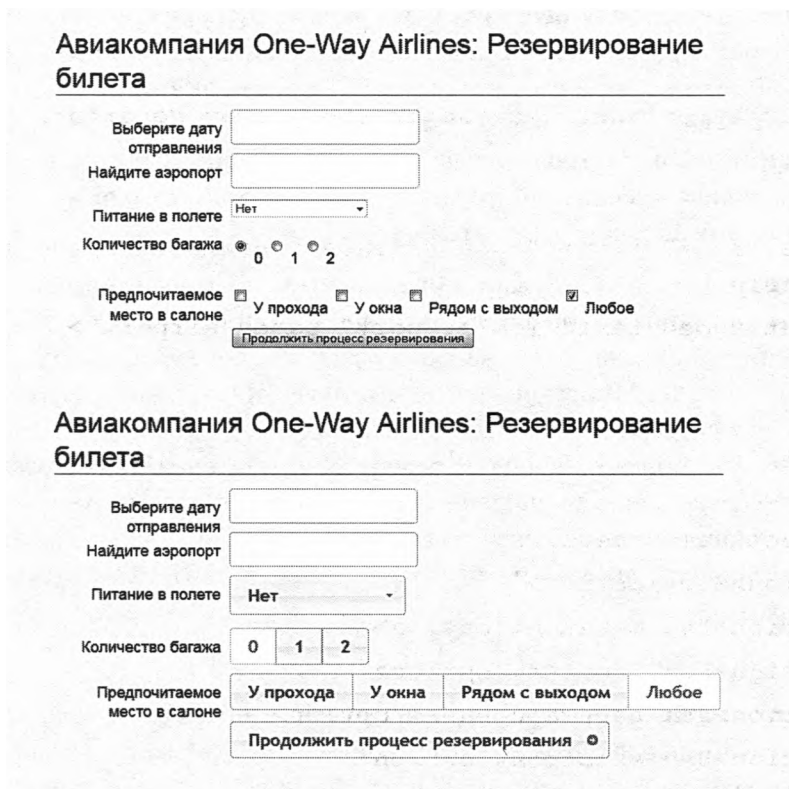 Авиакомпания One-Way Airlines: Резервирование
билета
Выберите дату
отправления
Найдите аэропорт
Питание в полете Нет
Количество багажа 0 1 2
Предпочитаемое
место в салоне У прохода У окна Рядом с выходом Любое
Продолжить процесс резервирования
Авиакомпания One-Way Airlines: Резервирование
билета
Выберите дату
отправления
Найдите аэропорт
Питание в полете Нет
Количество багажа 0 1 2
Предпочитаемое
место в салоне У прохода У окна Рядом с выходом Любое
Продолжить процесс резервирования